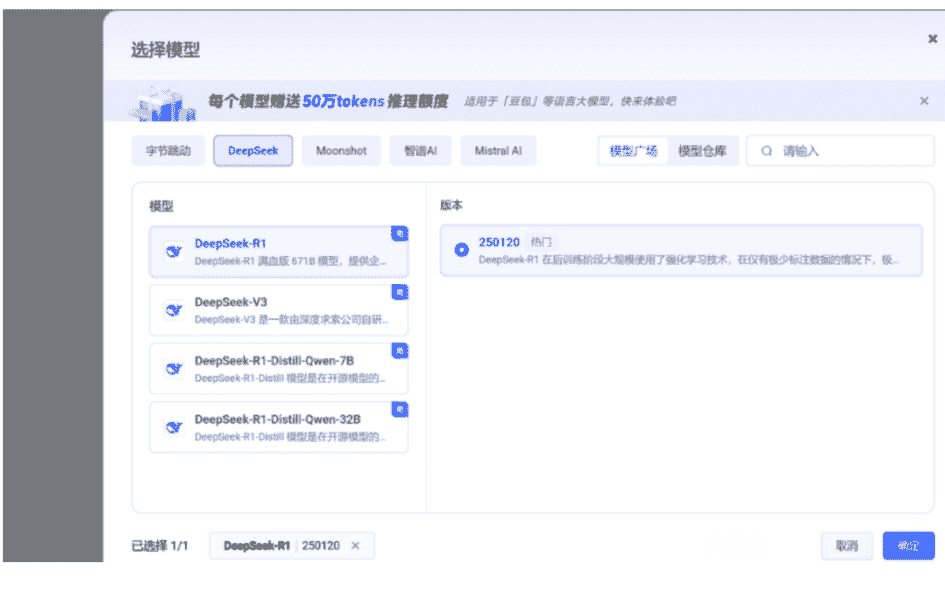 选择模型
每个模型赠送 50万tokens 推理额度 适用于「豆包」等语言大模型,快来体验吧
字节跳动 DeepSeek Moonshot 智谱AI Mistral AI 模型广场 模型仓库 请输入
模型
DeepSeek-R1
DeepSeek-R1 满血版 671B 模型,提供企...
DeepSeek-V3
DeepSeek-V3 是一款由深度求索公司自研...
DeepSeek-R1-Distill-Qwen-7B
DeepSeek-R1-Distill 模型是在开源模型的...
DeepSeek-R1-Distill-Qwen-32B
DeepSeek-R1-Distill 模型是在开源模型的...
版本
250120 热门
DeepSeek-R1 在后训练阶段大规模使用了强化学习技术,在仅有极少标注数据的情况下,极...
已选择 1/1 DeepSeek-R1 250120 取消 确定